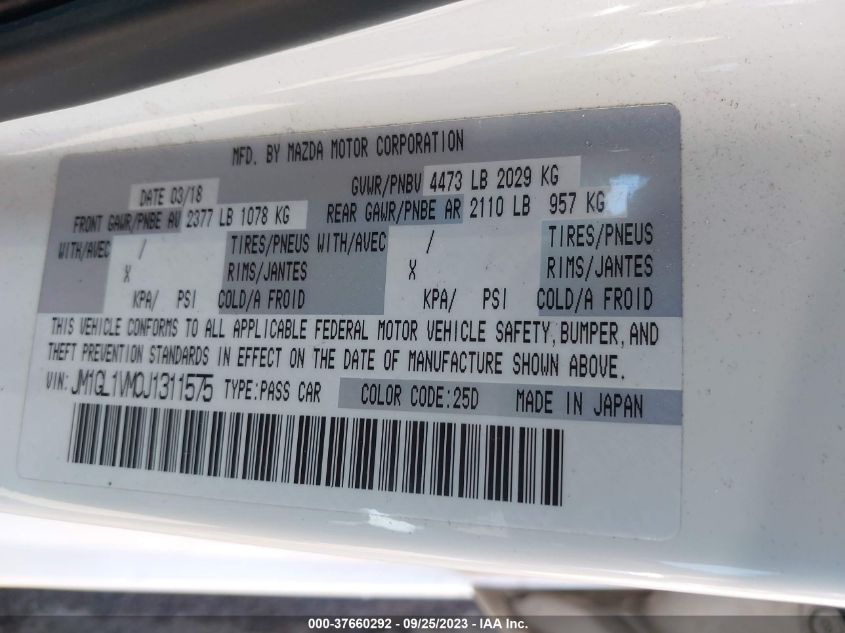 MFD. BY MAZDA MOTOR CORPORATION
DATE 03/18 GVWR/PNBV 4473 LB 2029 KG
FRONT GAWR/PNBE AV 2377 LB 1078 KG REAR GAWR/PNBE AR 2110 LB 957 KG
WITH/AVEC / TIRES/PNEUS WITH/AVEC / TIRES/PNEUS
X RIMS/JANTES X RIMS/JANTES
KPA/ PSI COLD/A FROID KPA/ PSI COLD/A FROID
THIS VEHICLE CONFORMS TO ALL APPLICABLE FEDERAL MOTOR VEHICLE SAFETY, BUMPER, AND
THEFT PREVENTION STANDARDS IN EFFECT ON THE DATE OF MANUFACTURE SHOWN ABOVE.
VIN: JM1GL1VM0J1311575 TYPE:PASS CAR COLOR CODE:25D MADE IN JAPAN
000-37660292 - 09/25/2023 - IAA Inc.